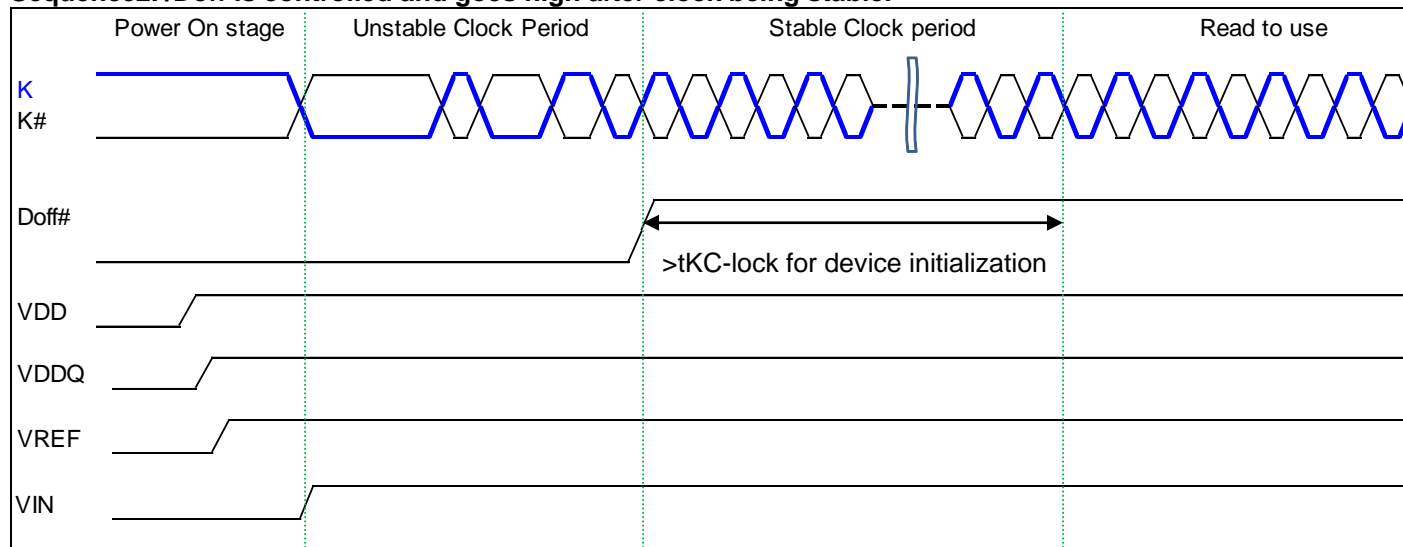 Power On stage Unstable Clock Period Stable Clock period Read to use
K
K#
Doff#
>tKC-lock for device initialization
VDD
VDDQ
VREF
VIN